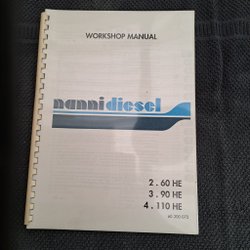 WORKSHOP MANUAL
nannidiesel
2 . 60 HE
3 . 90 HE
4 . 110 HE